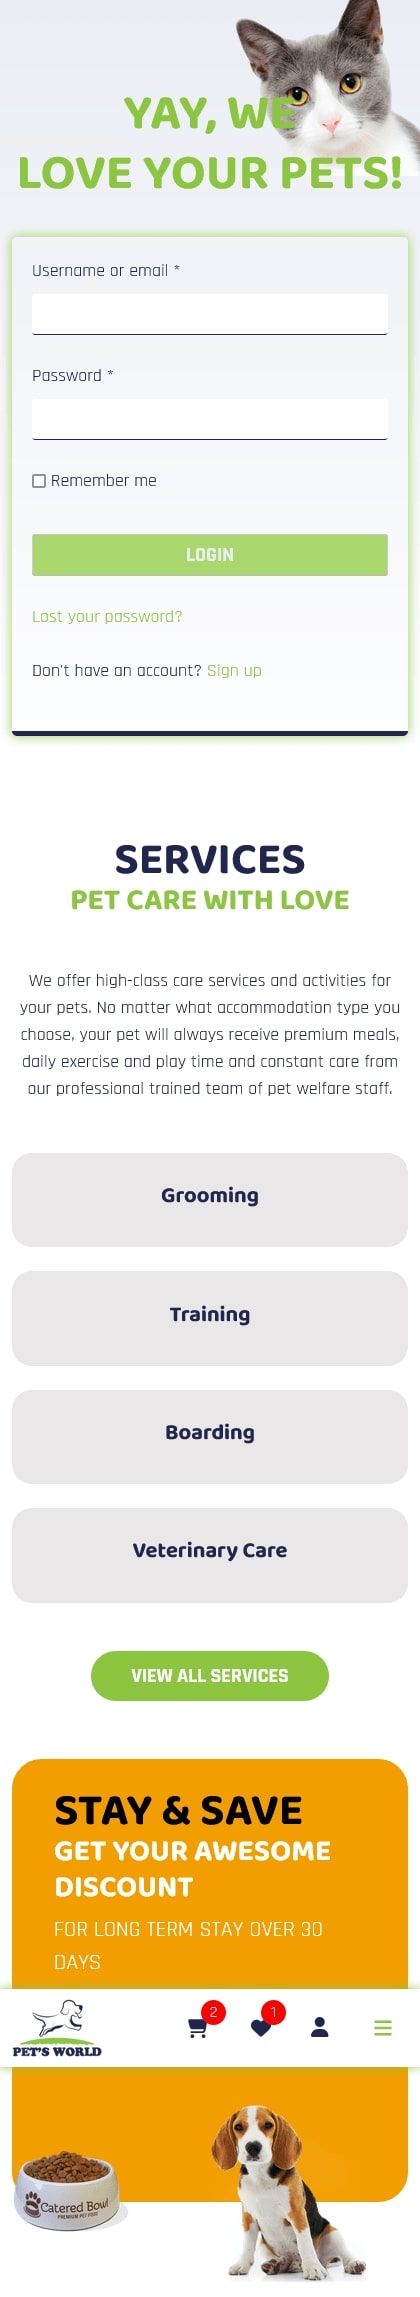 YAY, WE
LOVE YOUR PETS!
Username or email *
Password *
Remember me
LOGIN
Lost your password?
Don't have an account? Sign up
SERVICES
PET CARE WITH LOVE
We offer high-class care services and activities for
your pets. No matter what accommodation type you
choose, your pet will always receive premium meals,
daily exercise and play time and constant care from
our professional trained team of pet welfare staff.
Grooming
Training
Boarding
Veterinary Care
VIEW ALL SERVICES
STAY & SAVE
GET YOUR AWESOME
DISCOUNT
FOR LONG TERM STAY OVER 30
DAYS
2
1
PET'S WORLD
Catered Bowl
PREMIUM PET FOOD